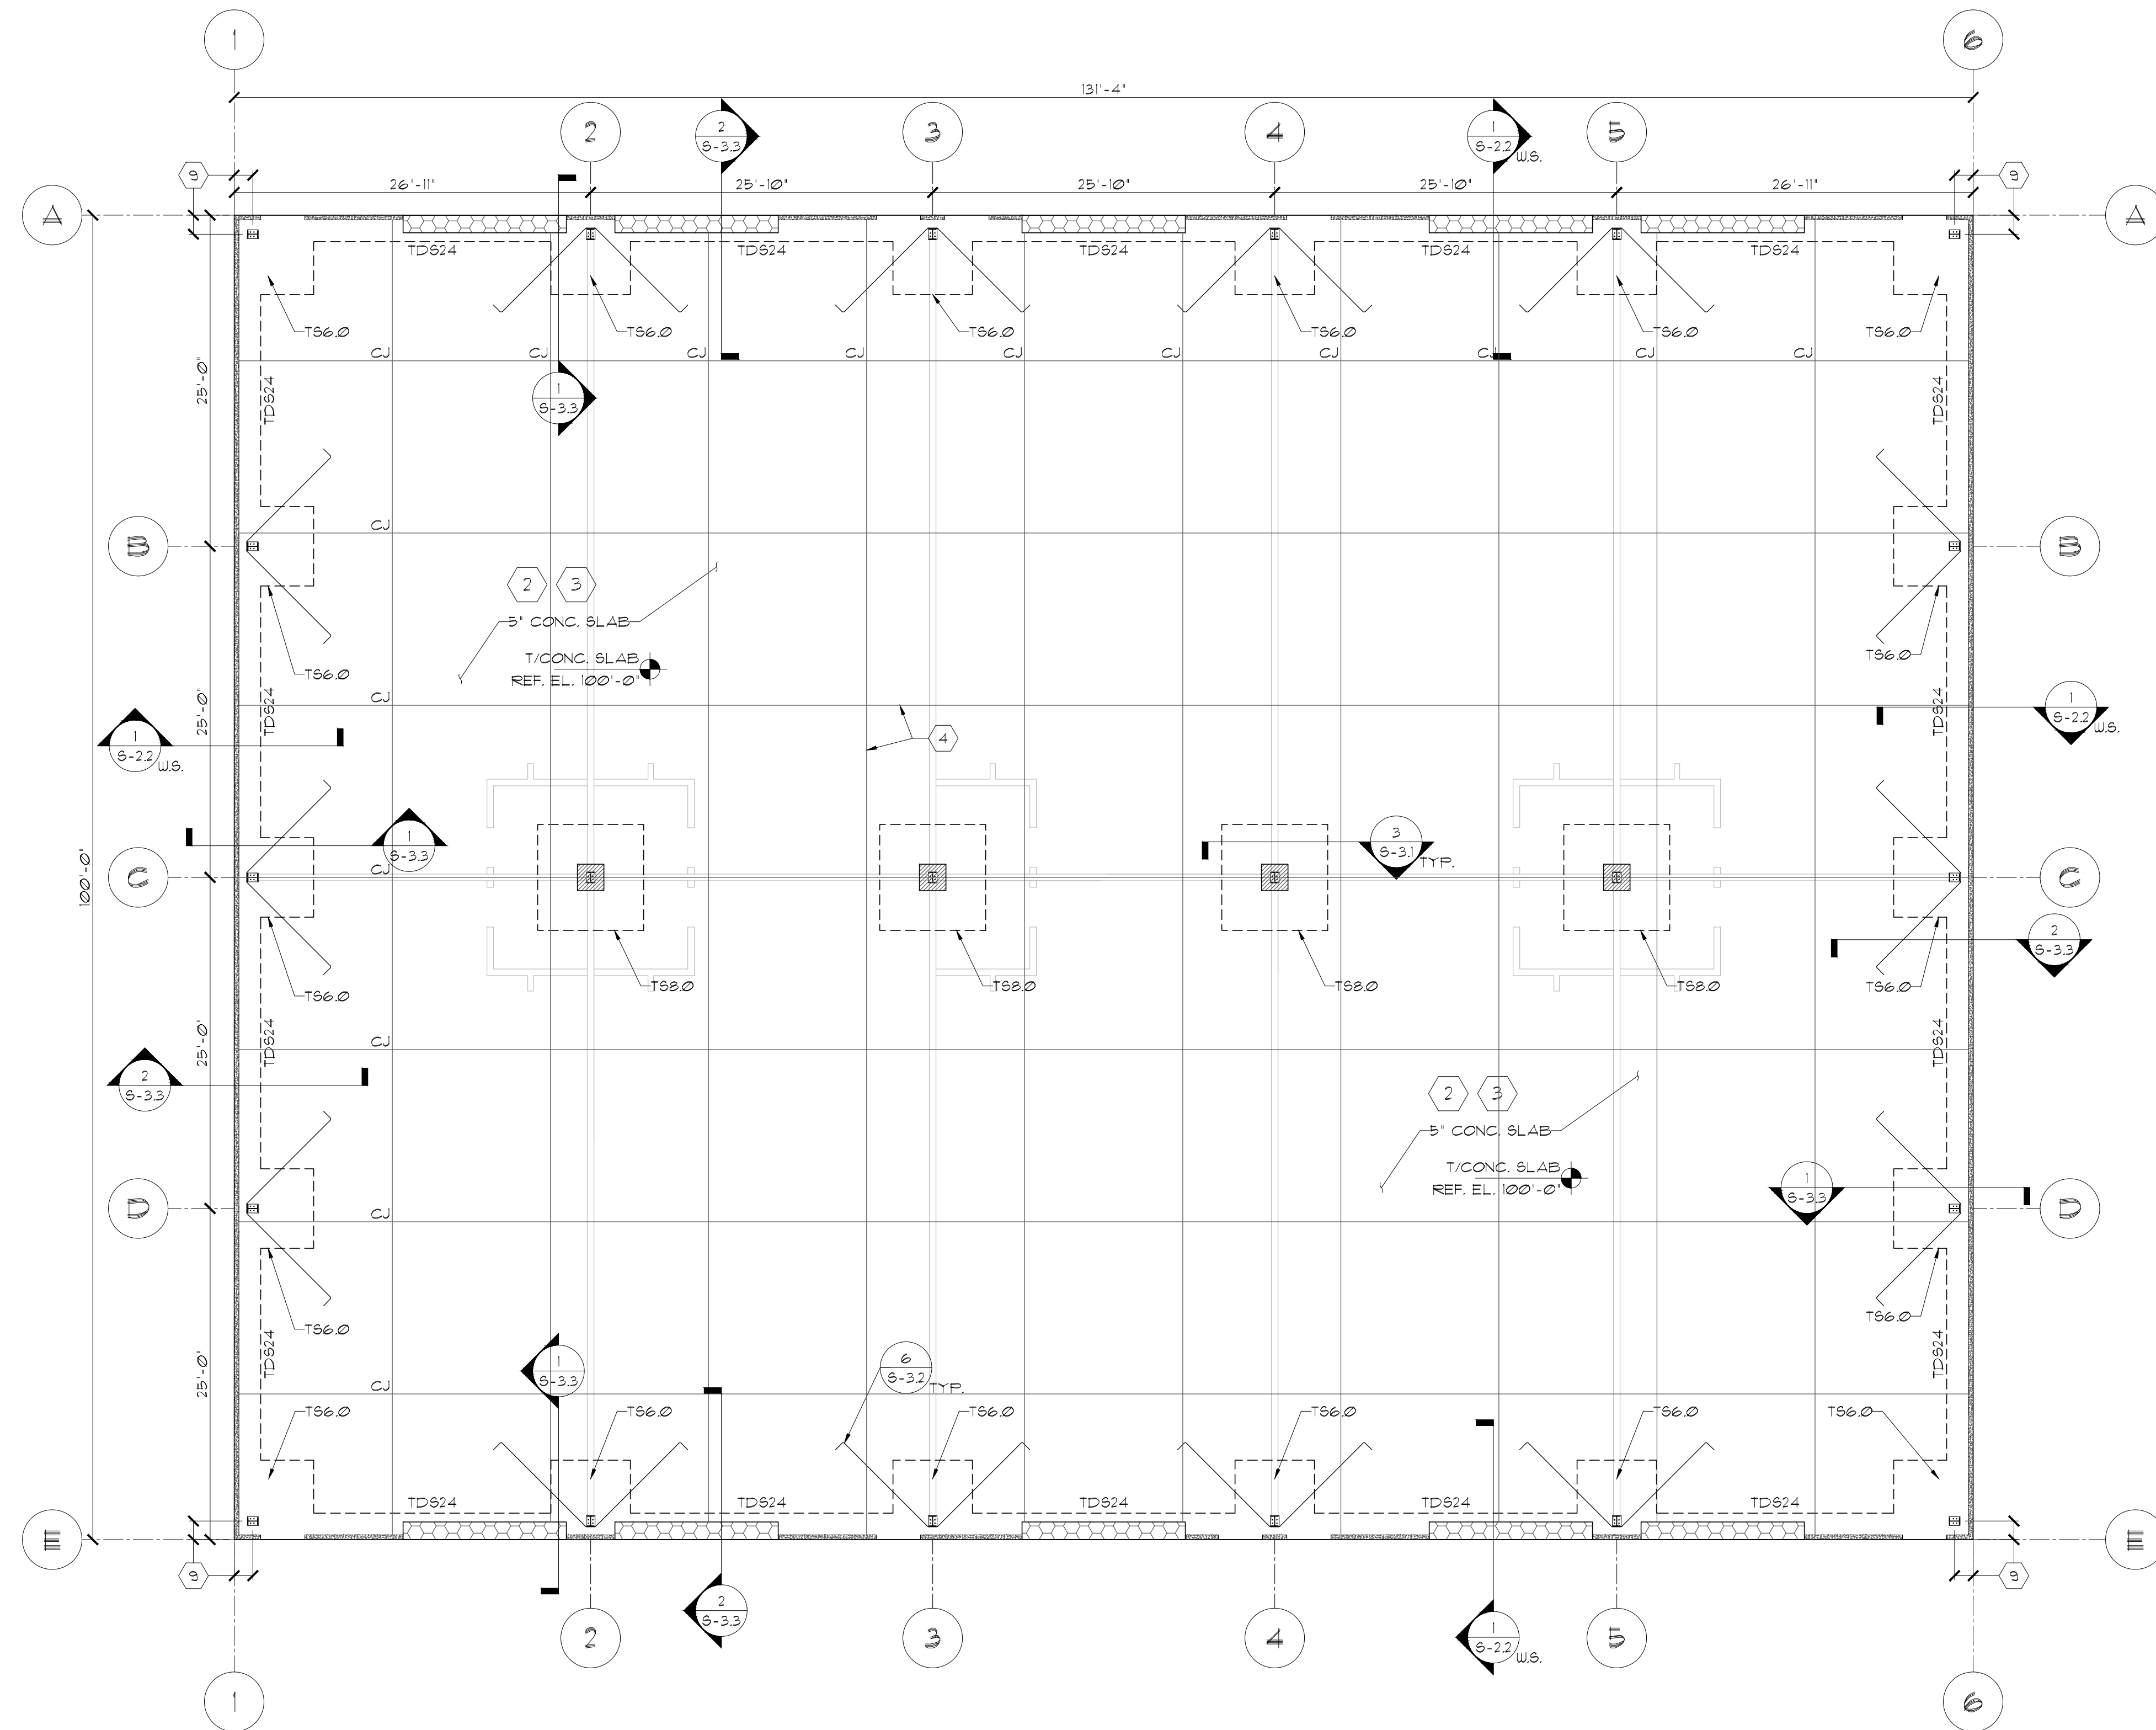 1 6
131'-4"
2 3 4 5
2
S-3.3
1
S-2.2
W.S.
9 9
26'-11" 25'-10" 25'-10" 25'-10" 26'-11"
A A
TDS24 TDS24 TDS24 TDS24 TDS24
TS6.0 TS6.0 TS6.0 TS6.0 TS6.0 TS6.0
CJ CJ CJ CJ CJ CJ CJ CJ CJ CJ
25'-0"
TDS24 TDS24
1
S-3.3
CJ
B B
2 3
5" CONC. SLAB
T/CONC. SLAB
REF. EL. 100'-0"
TS6.0 TS6.0
CJ
25'-0"
TDS24 TDS24
1
S-2.2
W.S.
4
1
S-2.2
W.S.
1
S-3.3
3
S-3.1
TYP.
CJ
100'-0"
C C
2
S-3.3
TS6.0 TS8.0 TS8.0 TS8.0 TS8.0 TS6.0
25'-0"
TDS24 TDS24
CJ
2
S-3.3
2 3
5" CONC. SLAB
T/CONC. SLAB
REF. EL. 100'-0"
1
S-3.3
D D
CJ
TS6.0 TS6.0
25'-0"
TDS24 TDS24
1
S-3.3
6
S-3.2
TYP.
CJ
TS6.0 TS6.0 TS6.0 TS6.0 TS6.0 TS6.0
TDS24 TDS24 TDS24 TDS24 TDS24
E E
9 9
2
S-3.3
1
S-2.2
W.S.
2 3 4 5
1 6